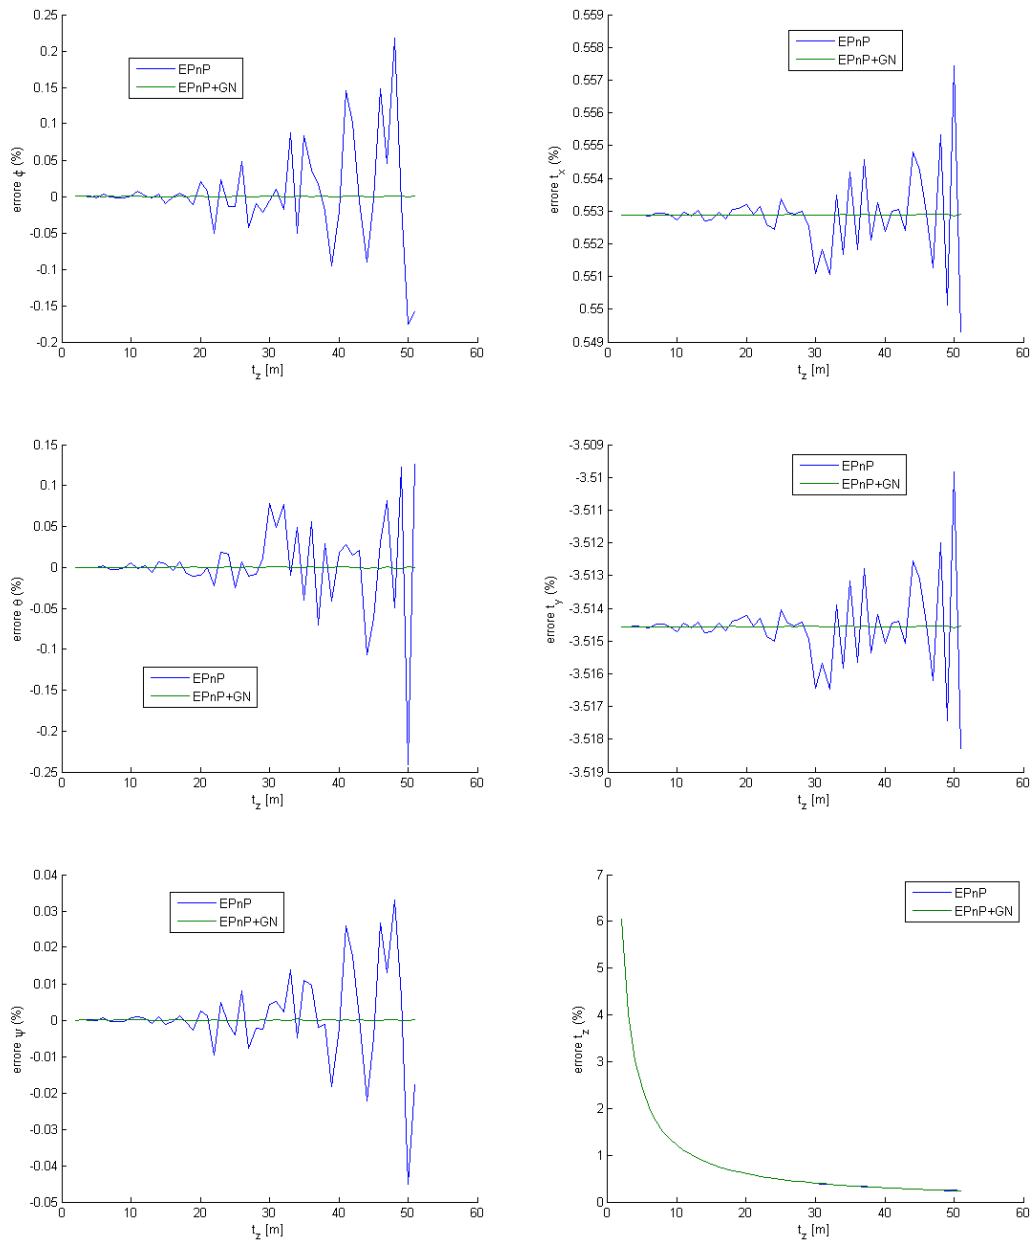 0.25
0.2
0.15
0.1
0.05
0
-0.05
-0.1
-0.15
-0.2
errore ϕ (%)
EPnP
EPnP+GN
0 10 20 30 40 50 60
t_z [m]
0.559
0.558
0.557
0.556
0.555
0.554
0.553
0.552
0.551
0.55
0.549
errore t_x (%)
EPnP
EPnP+GN
0 10 20 30 40 50 60
t_z [m]
0.15
0.1
0.05
0
-0.05
-0.1
-0.15
-0.2
-0.25
errore θ (%)
EPnP
EPnP+GN
0 10 20 30 40 50 60
t_z [m]
-3.509
-3.51
-3.511
-3.512
-3.513
-3.514
-3.515
-3.516
-3.517
-3.518
-3.519
errore t_y (%)
EPnP
EPnP+GN
0 10 20 30 40 50 60
t_z [m]
0.04
0.03
0.02
0.01
0
-0.01
-0.02
-0.03
-0.04
-0.05
errore ψ (%)
EPnP
EPnP+GN
0 10 20 30 40 50 60
t_z [m]
7
6
5
4
3
2
1
0
errore t_z (%)
EPnP
EPnP+GN
0 10 20 30 40 50 60
t_z [m]